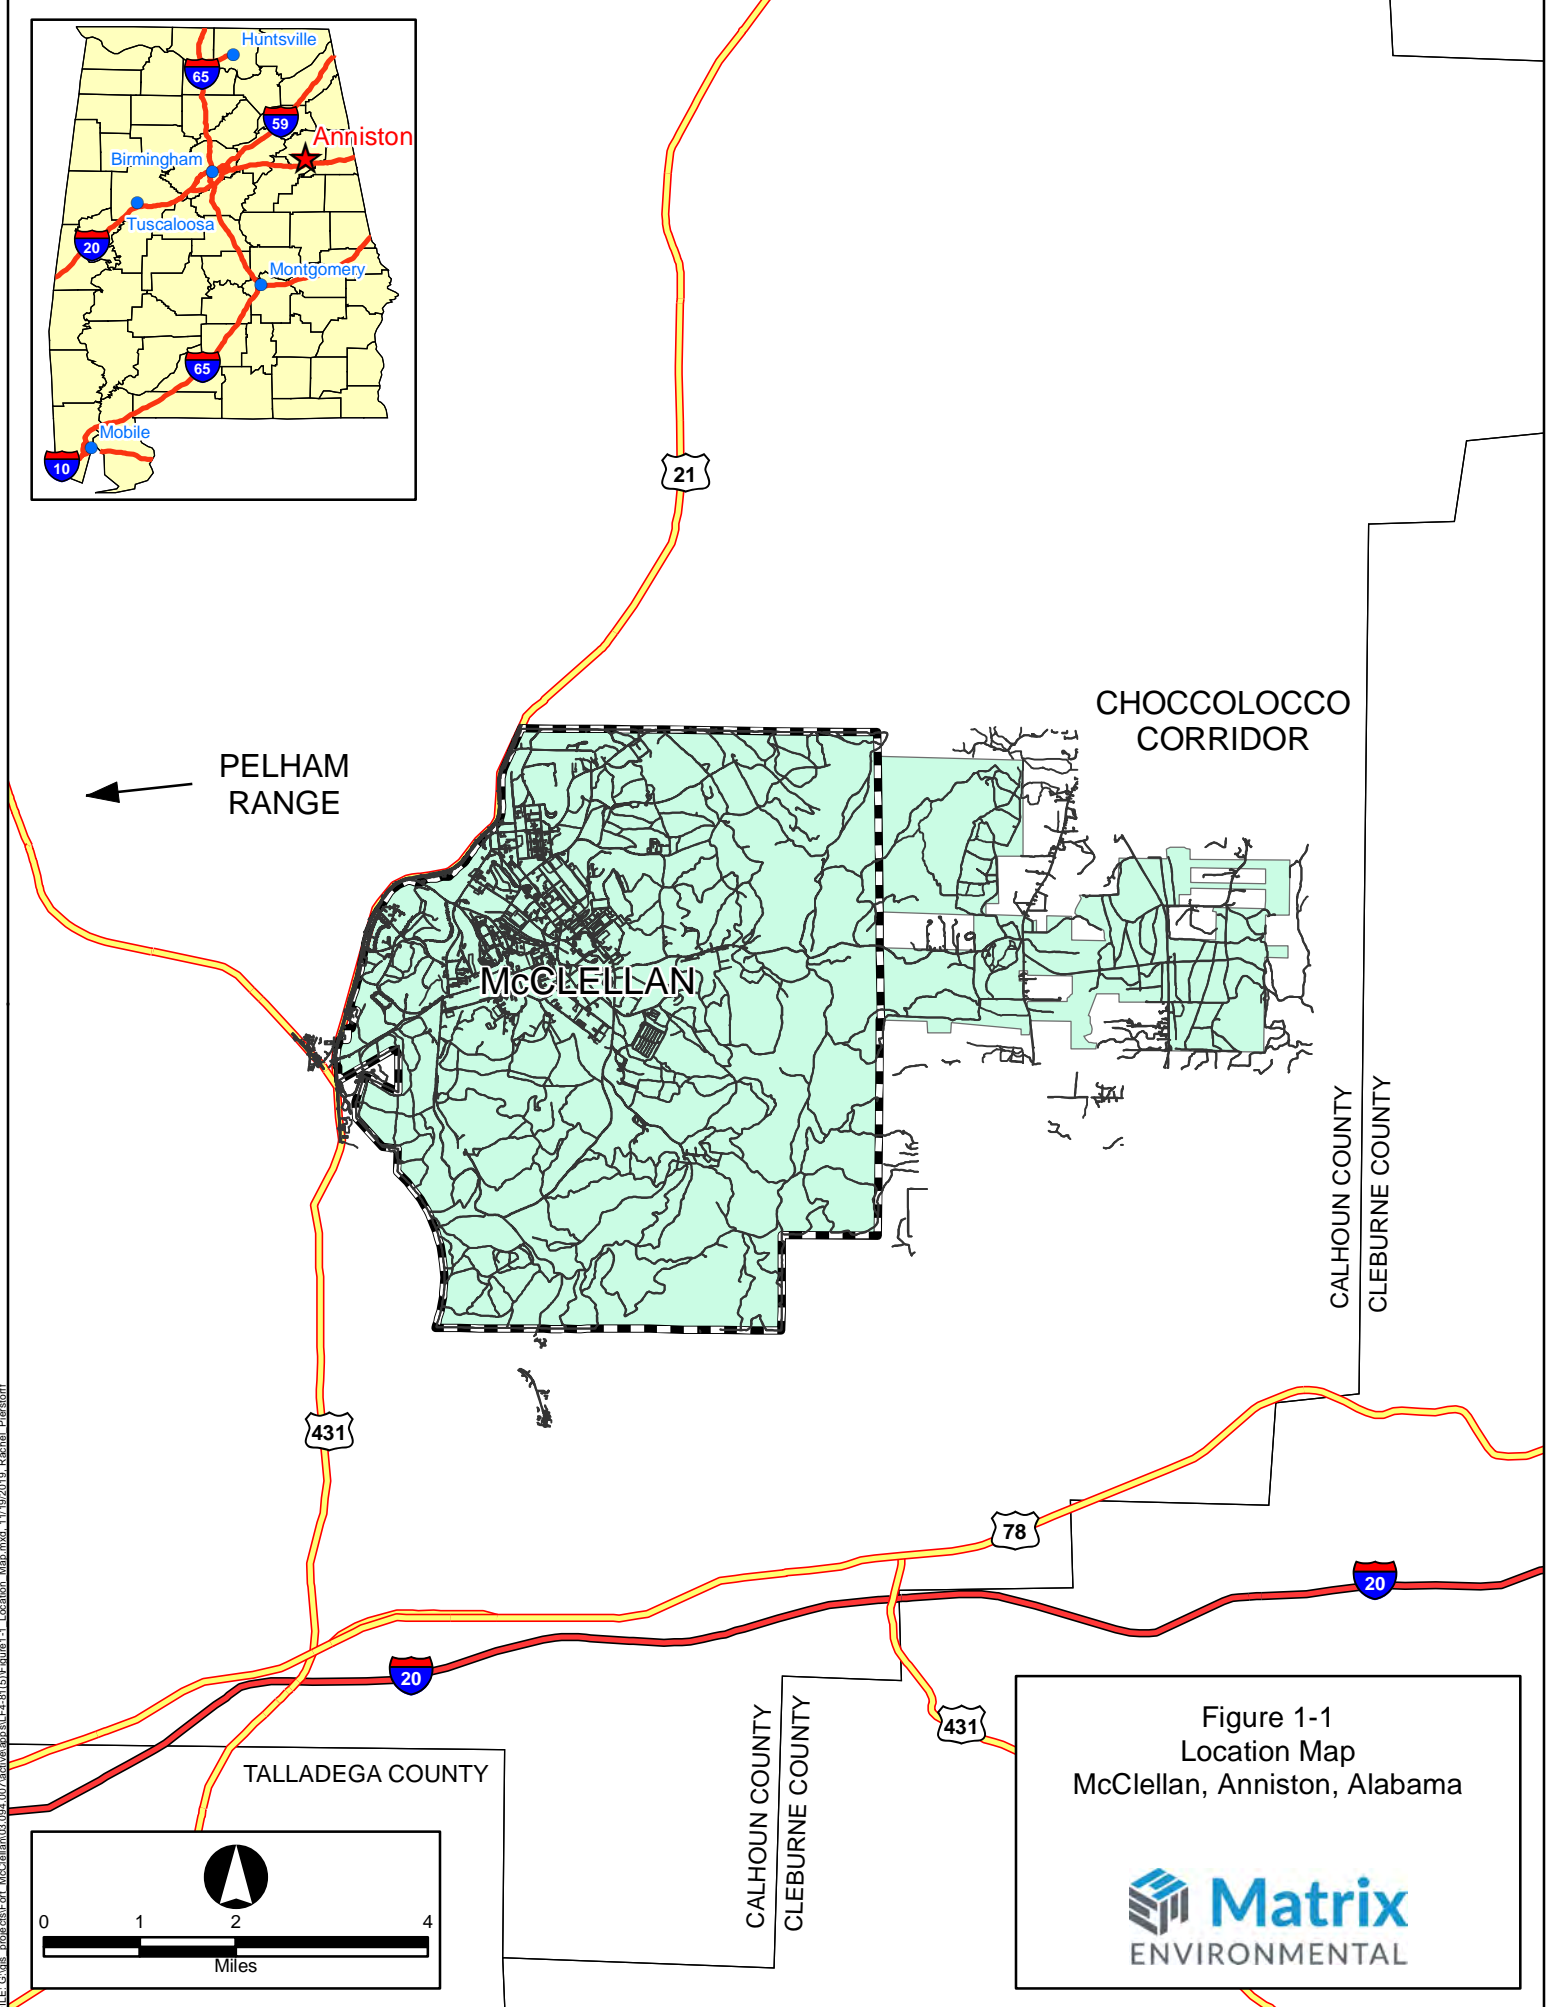 Huntsville
65
59
Anniston
Birmingham
Tuscaloosa
20
Montgomery
65
Mobile
10
21
CHOCCOLOCCO
CORRIDOR
PELHAM
RANGE
McCLELLAN
CALHOUN COUNTY
CLEBURNE COUNTY
431
78
20
20
431
TALLADEGA COUNTY
CALHOUN COUNTY
CLEBURNE COUNTY
0 1 2 4
Miles
Figure 1-1
Location Map
McClellan, Anniston, Alabama
Matrix
ENVIRONMENTAL